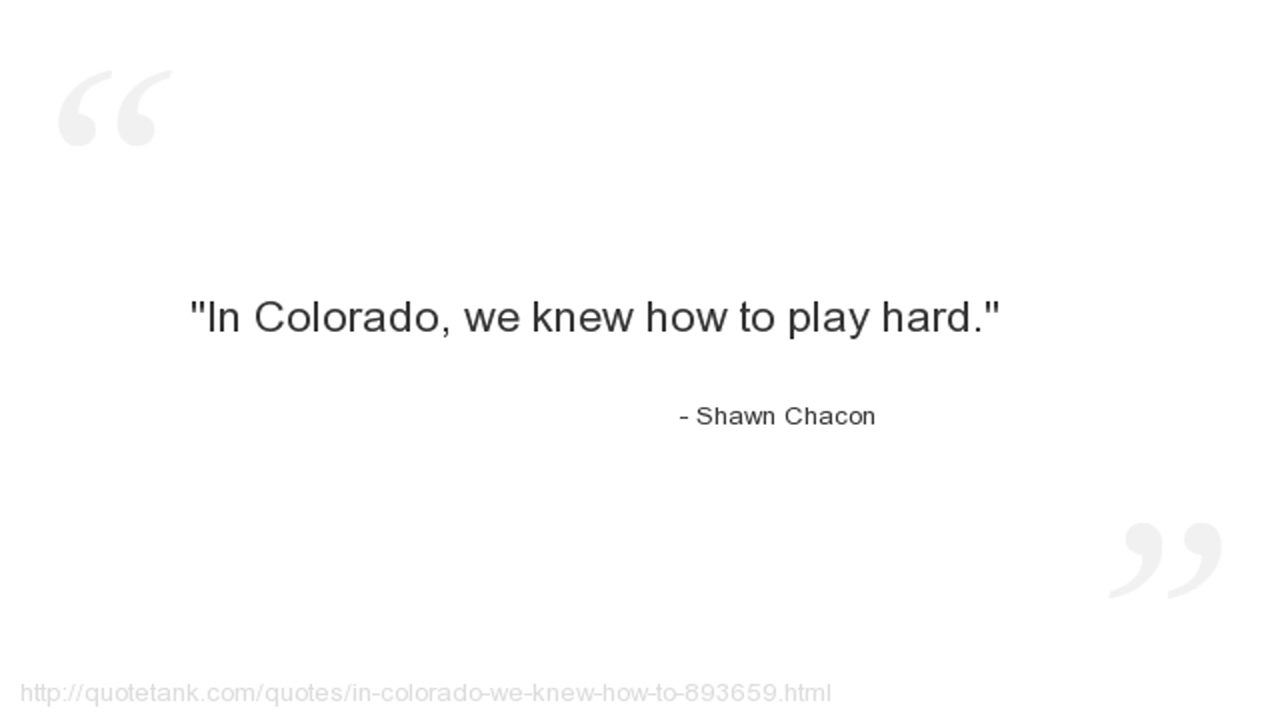 "In Colorado, we knew how to play hard."
- Shawn Chacon
http://quotetank.com/quotes/in-colorado-we-knew-how-to-893659.html